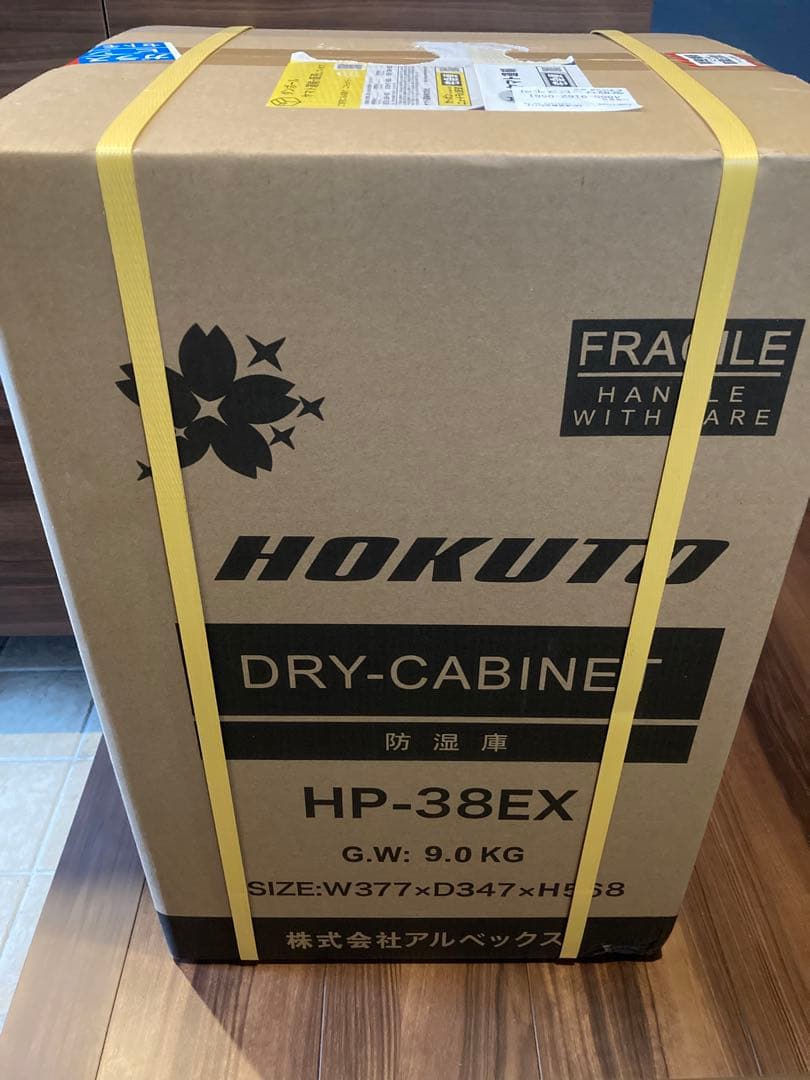 FRAGILE
HANDLE
WITH CARE
HOKUTO
DRY-CABINET
防湿庫
HP-38EX
G.W: 9.0 KG
SIZE:W377×D347×H568
株式会社アルベックス